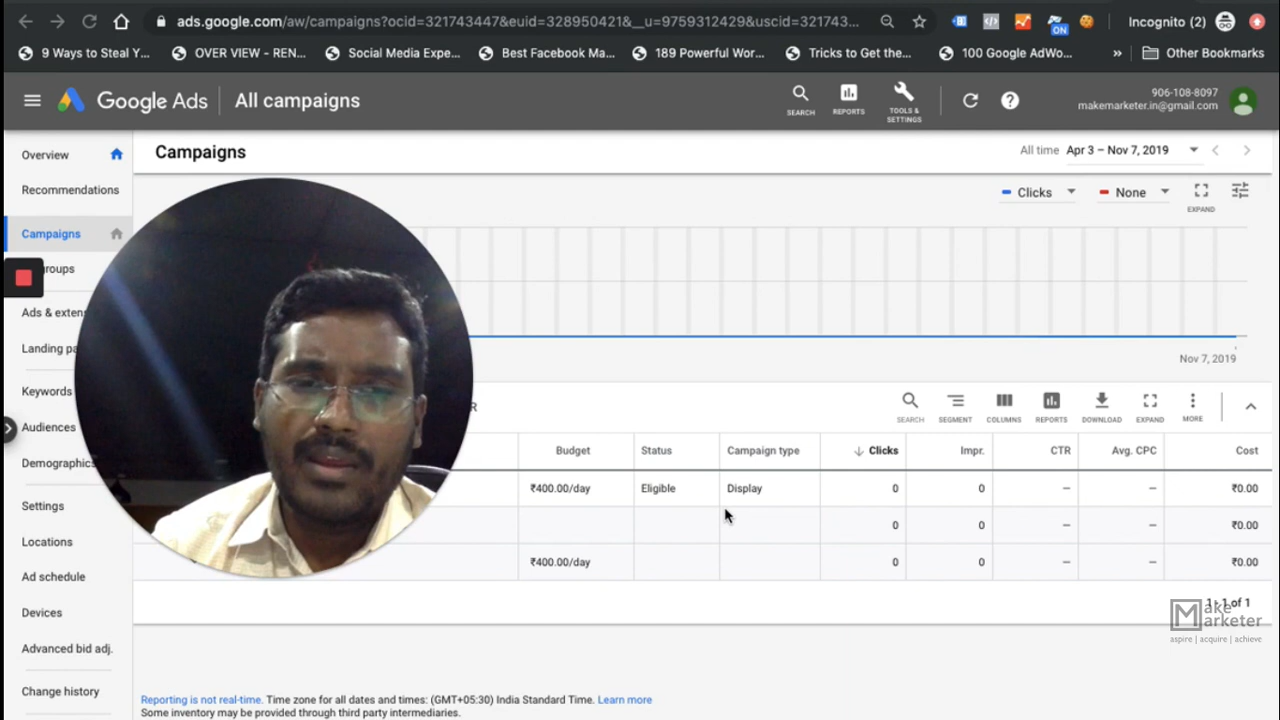 ads.google.com/aw/campaigns?ocid=321743447&euid=328950421&__u=9759312429&uscid=321743...
Incognito (2)
ON
9 Ways to Steal Y...
OVER VIEW - REN...
Social Media Expe...
Best Facebook Ma...
189 Powerful Wor...
Tricks to Get the...
100 Google AdWo...
»
Other Bookmarks
Google Ads
All campaigns
SEARCH
REPORTS
TOOLS &
SETTINGS
906-108-8097
makemarketer.in@gmail.com
Overview
Recommendations
Campaigns
groups
Ads & exten
Landing pa
Keywords
Audiences
Demographics
Settings
Locations
Ad schedule
Devices
Advanced bid adj.
Change history
Campaigns
All time Apr 3 – Nov 7, 2019
Clicks
None
EXPAND
Nov 7, 2019
R
SEARCH
SEGMENT
COLUMNS
REPORTS
DOWNLOAD
EXPAND
MORE
Budget Status Campaign type Clicks Impr. CTR Avg. CPC Cost
₹400.00/day Eligible Display 0 0 – – ₹0.00
0 0 – – ₹0.00
₹400.00/day 0 0 – – ₹0.00
1 - 1 of 1
Make
Marketer
aspire | acquire | achieve
Reporting is not real-time. Time zone for all dates and times: (GMT+05:30) India Standard Time. Learn more
Some inventory may be provided through third party intermediaries.